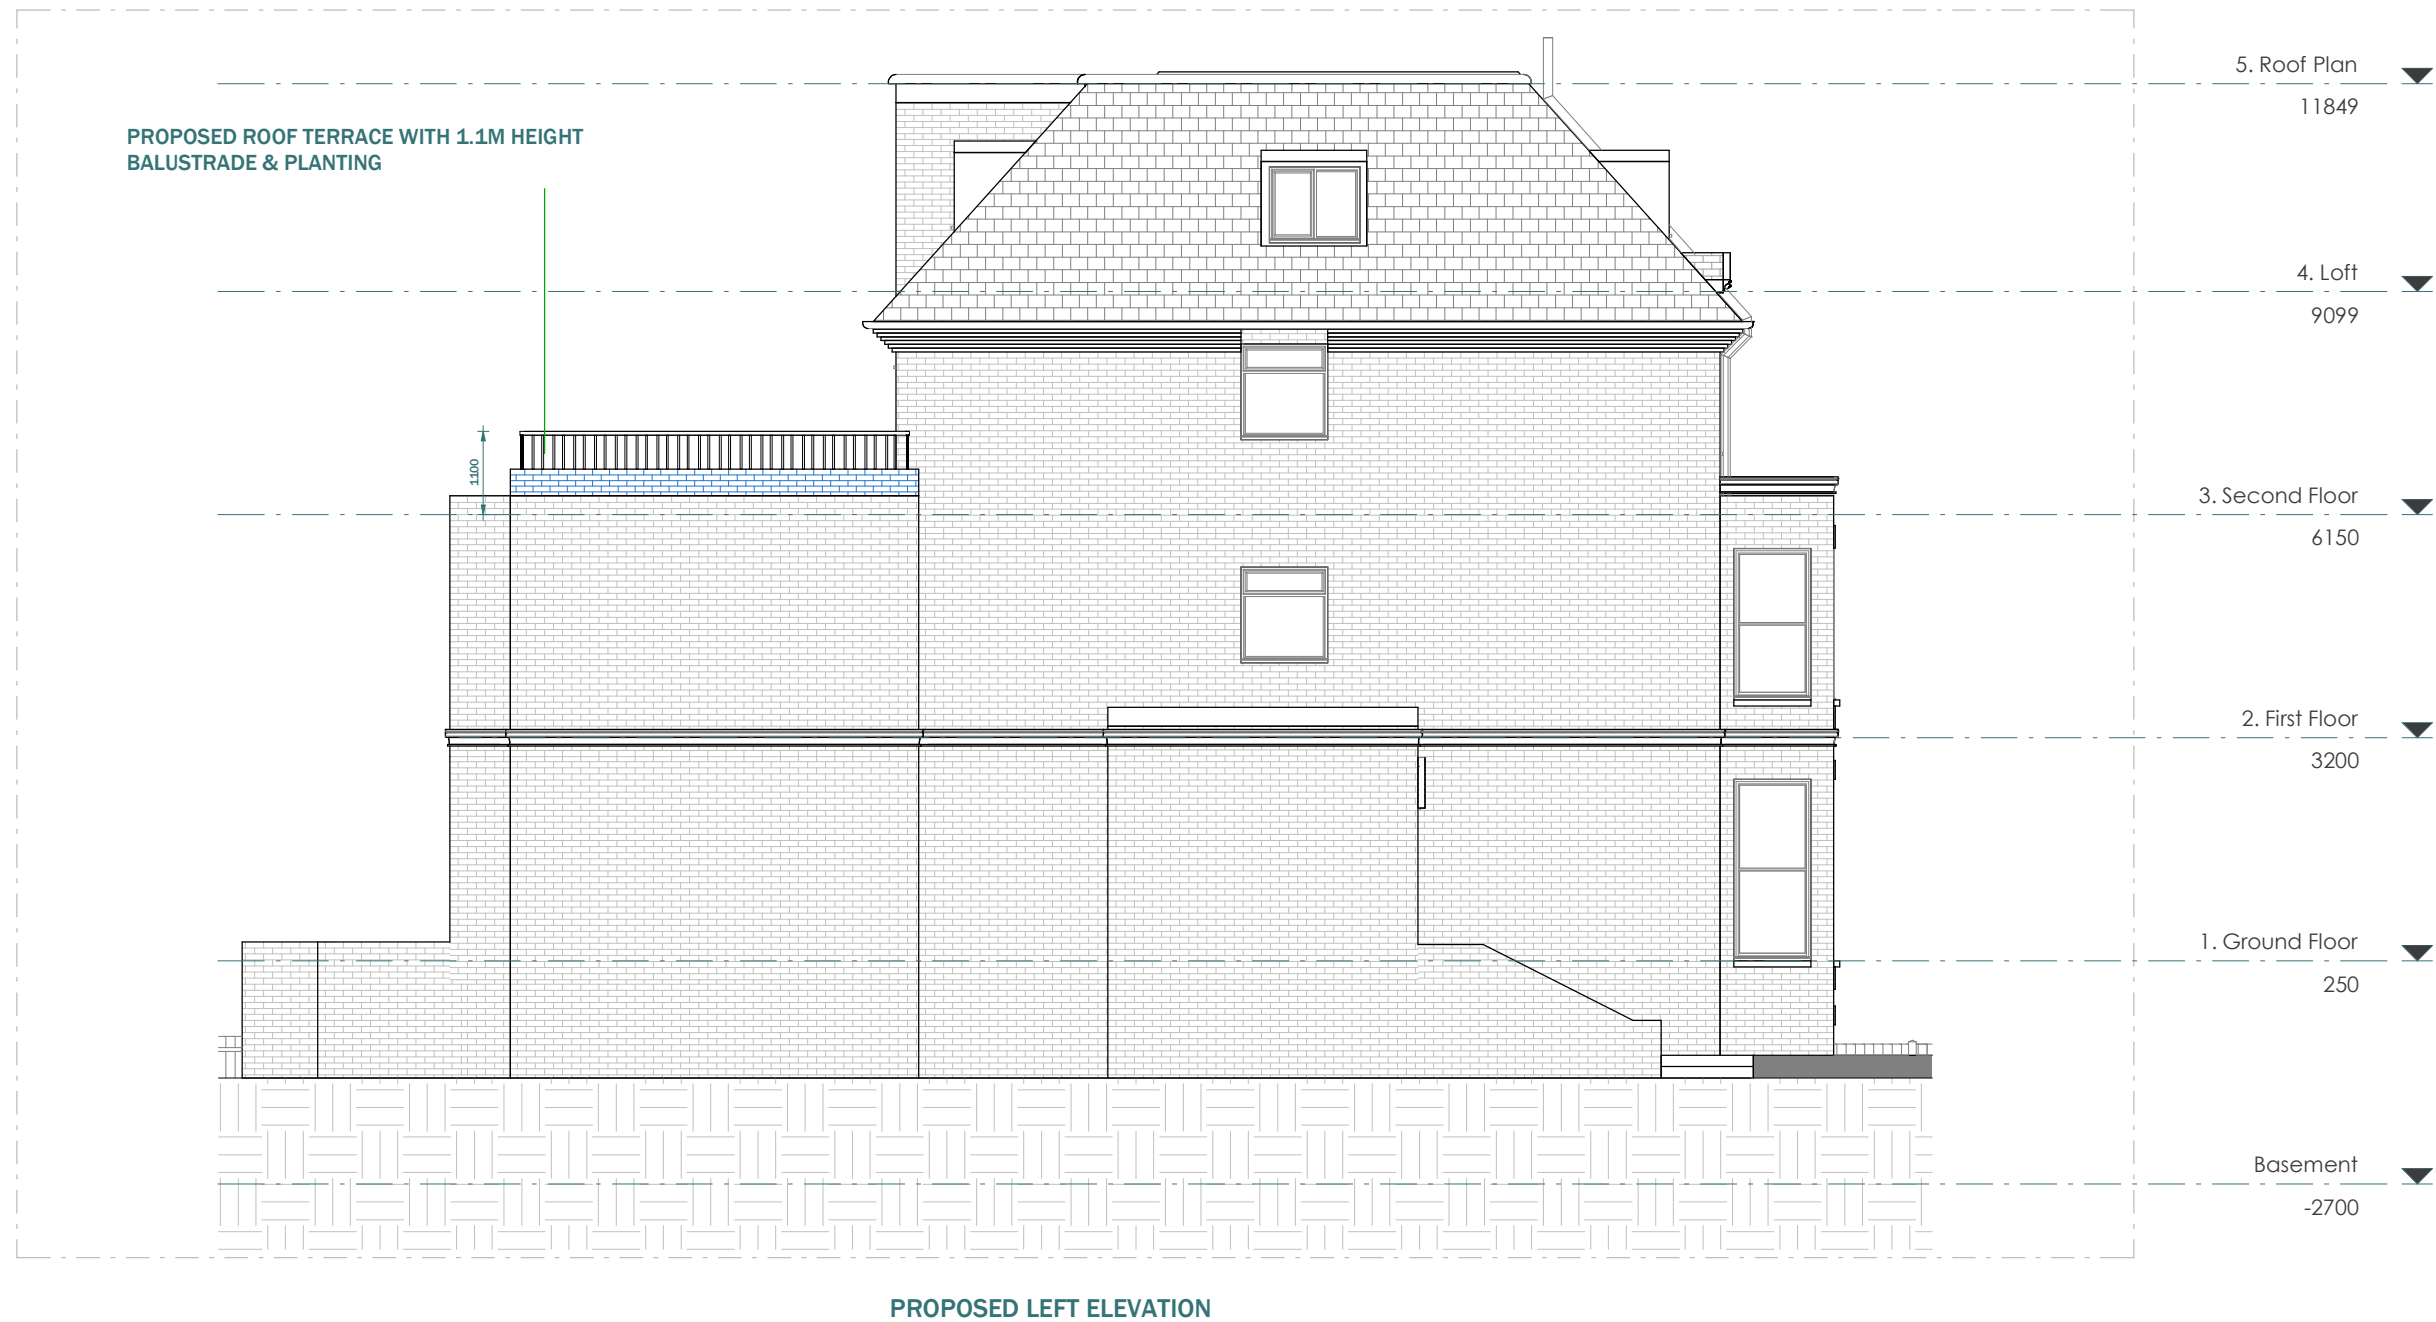 5. Roof Plan
11849
PROPOSED ROOF TERRACE WITH 1.1M HEIGHT
BALUSTRADE & PLANTING
4. Loft
9099
1100
3. Second Floor
6150
2. First Floor
3200
1. Ground Floor
250
Basement
-2700
PROPOSED LEFT ELEVATION